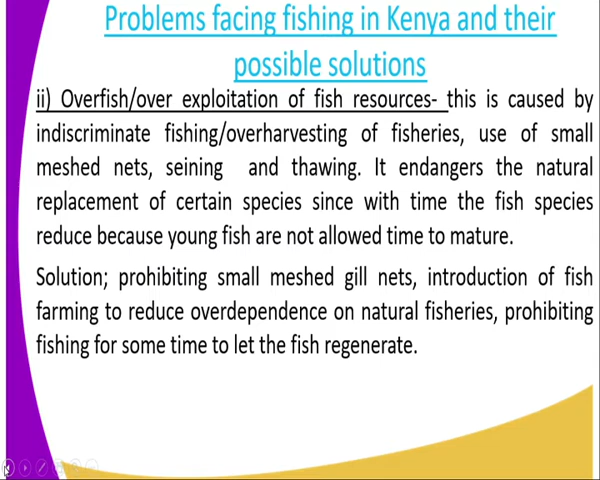 Problems facing fishing in Kenya and their
possible solutions
ii) Overfish/over exploitation of fish resources- this is caused by
indiscriminate fishing/overharvesting of fisheries, use of small
meshed nets, seining and thawing. It endangers the natural
replacement of certain species since with time the fish species
reduce because young fish are not allowed time to mature.
Solution; prohibiting small meshed gill nets, introduction of fish
farming to reduce overdependence on natural fisheries, prohibiting
fishing for some time to let the fish regenerate.